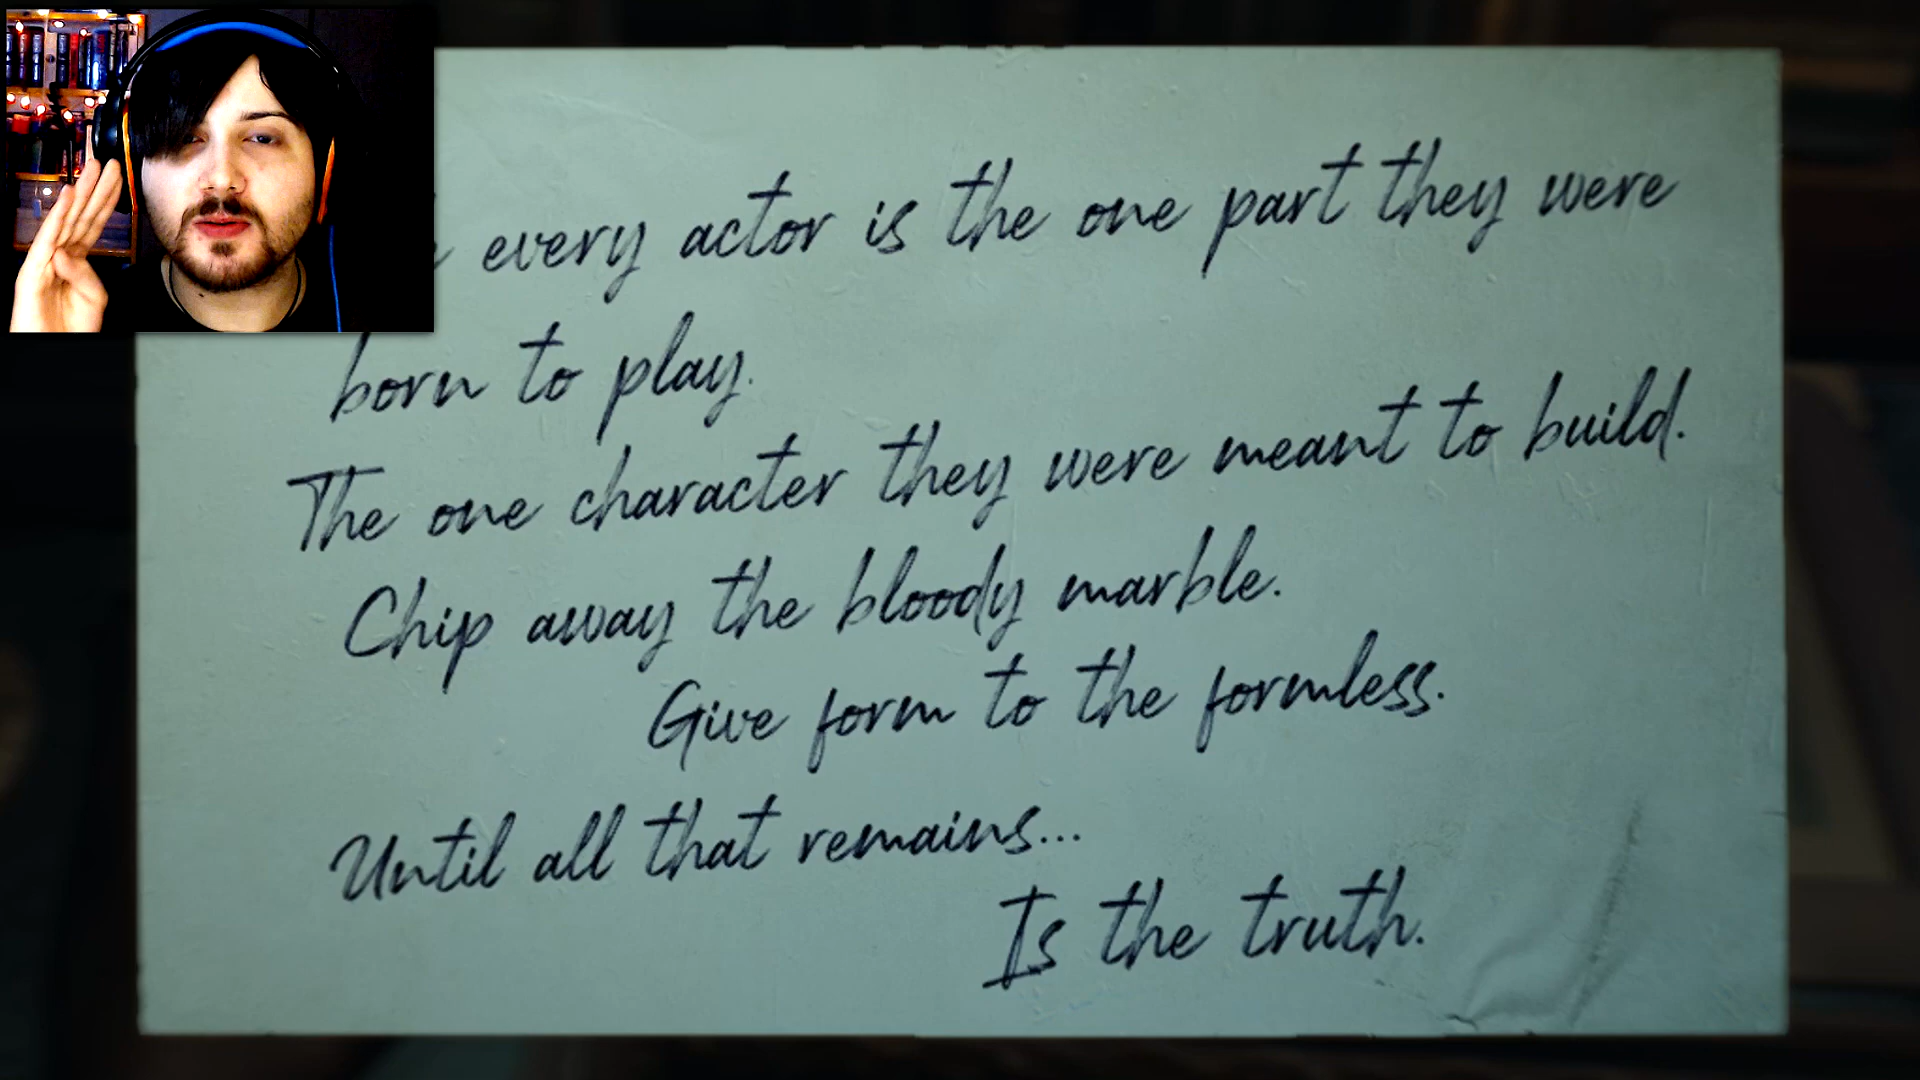 every actor is the one part they were
born to play.
The one character they were meant to build.
Chip away the bloody marble.
Give form to the formless.
Until all that remains...
Is the truth.